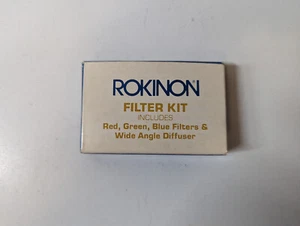 ROKINON®
FILTER KIT
INCLUDES
Red, Green, Blue Filters &
Wide Angle Diffuser